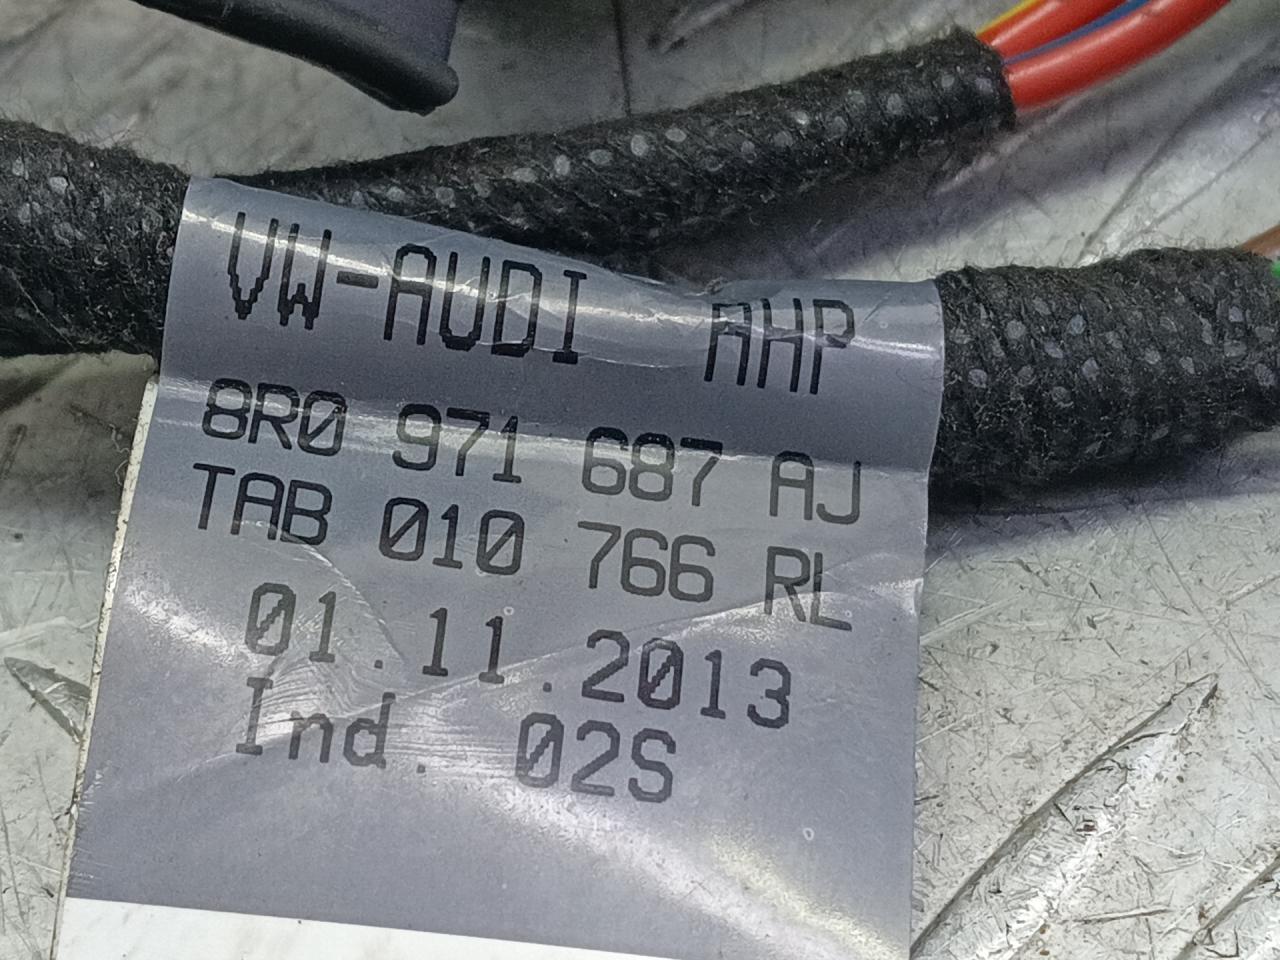 VW-AUDI AHP
8R0 971 687 AJ
TAB 010 766 RL
01.11.2013
Ind. 02S